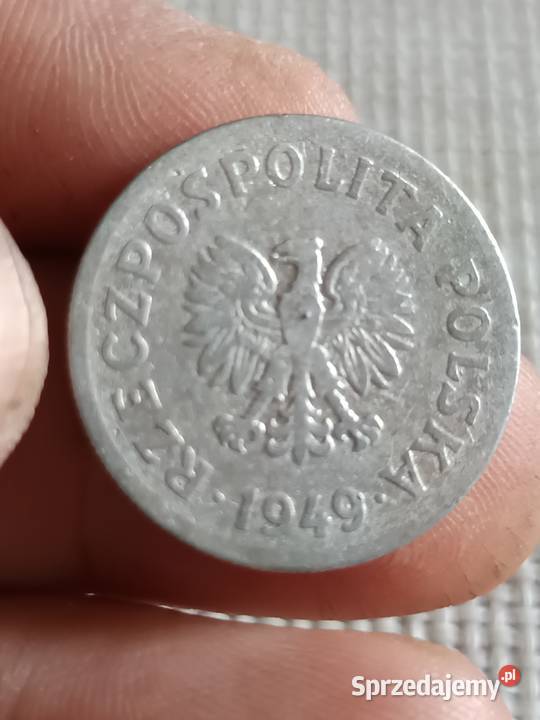 · RZECZPOSPOLITA POLSKA ·
1949
Sprzedajemy.pl